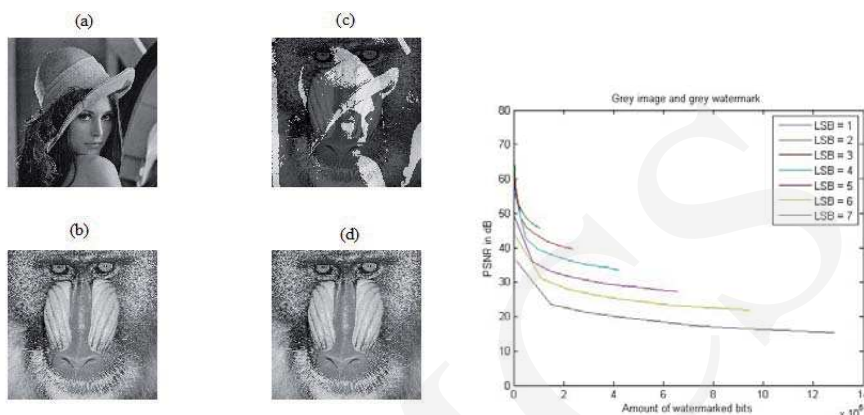 (a)
(c)
(b)
(d)
Grey image and grey watermark
80
70
60
50
40
30
20
10
0
PSNR in dB
LSB = 1
LSB = 2
LSB = 3
LSB = 4
LSB = 5
LSB = 6
LSB = 7
0 2 4 6 8 10 12
Amount of watermarked bits